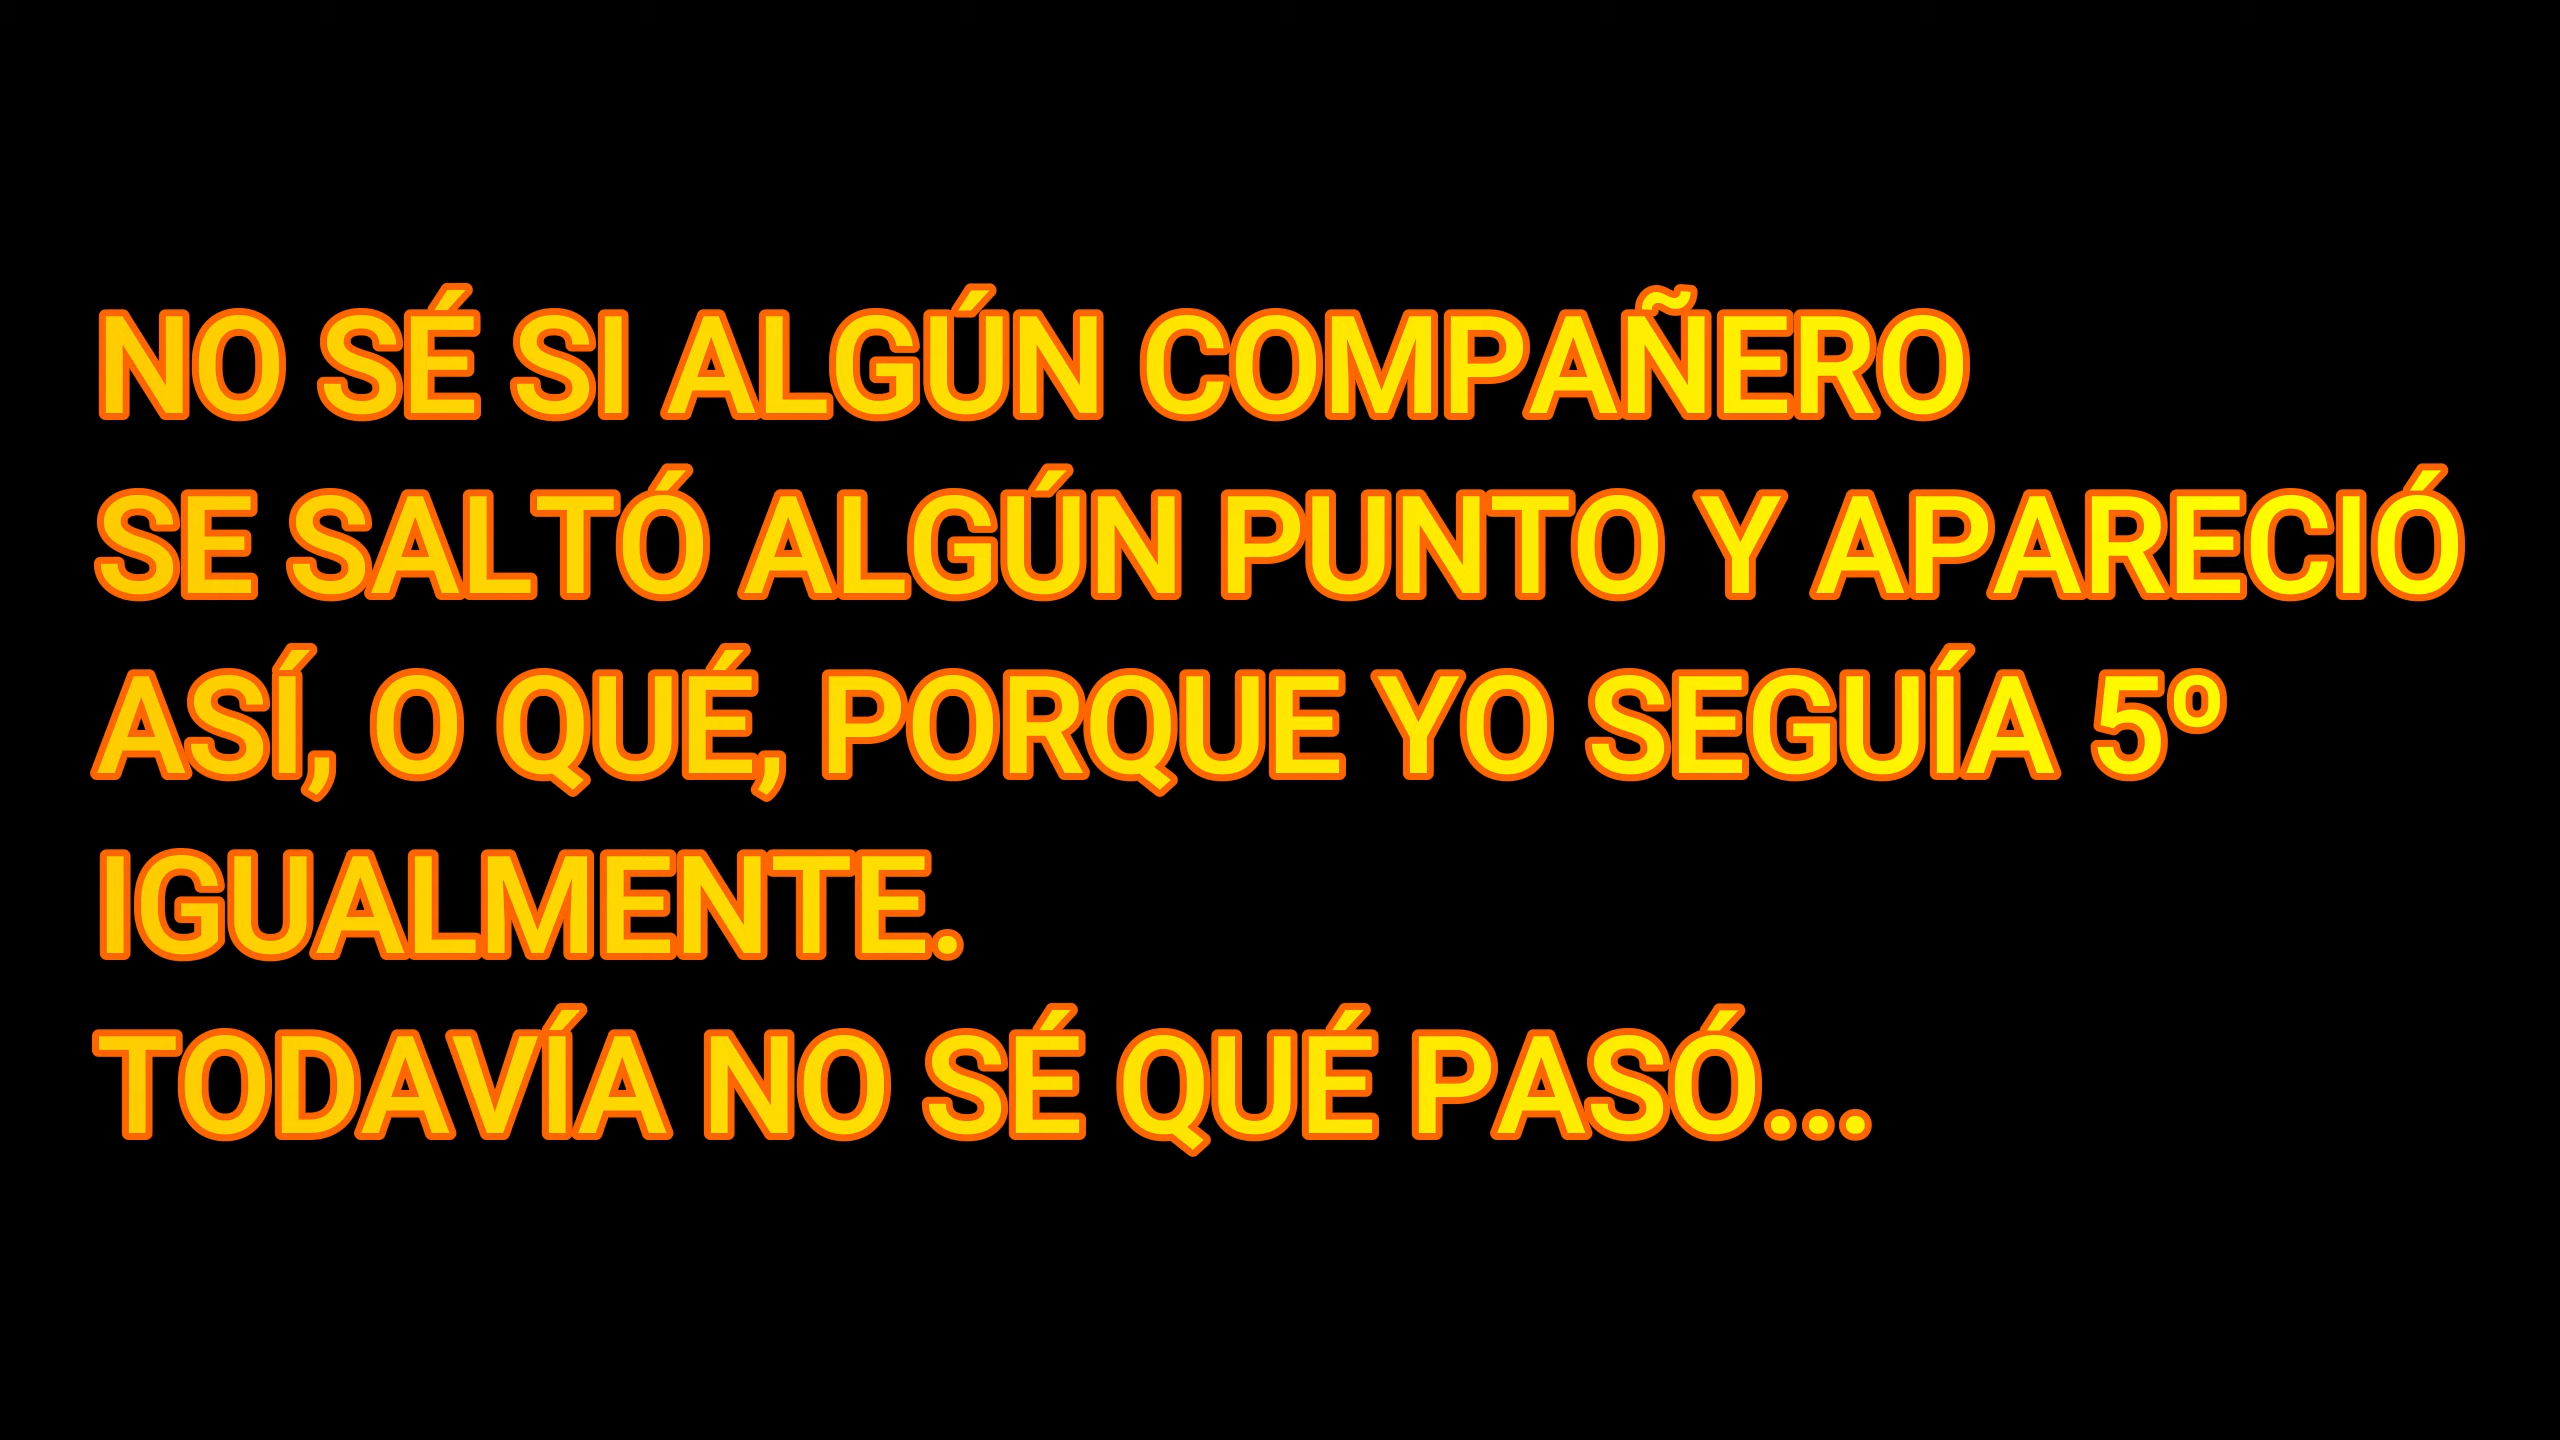 NO SÉ SI ALGÚN COMPAÑERO
SE SALTÓ ALGÚN PUNTO Y APARECIÓ
ASÍ, O QUÉ, PORQUE YO SEGUÍA 5º
IGUALMENTE.
TODAVÍA NO SÉ QUÉ PASÓ...